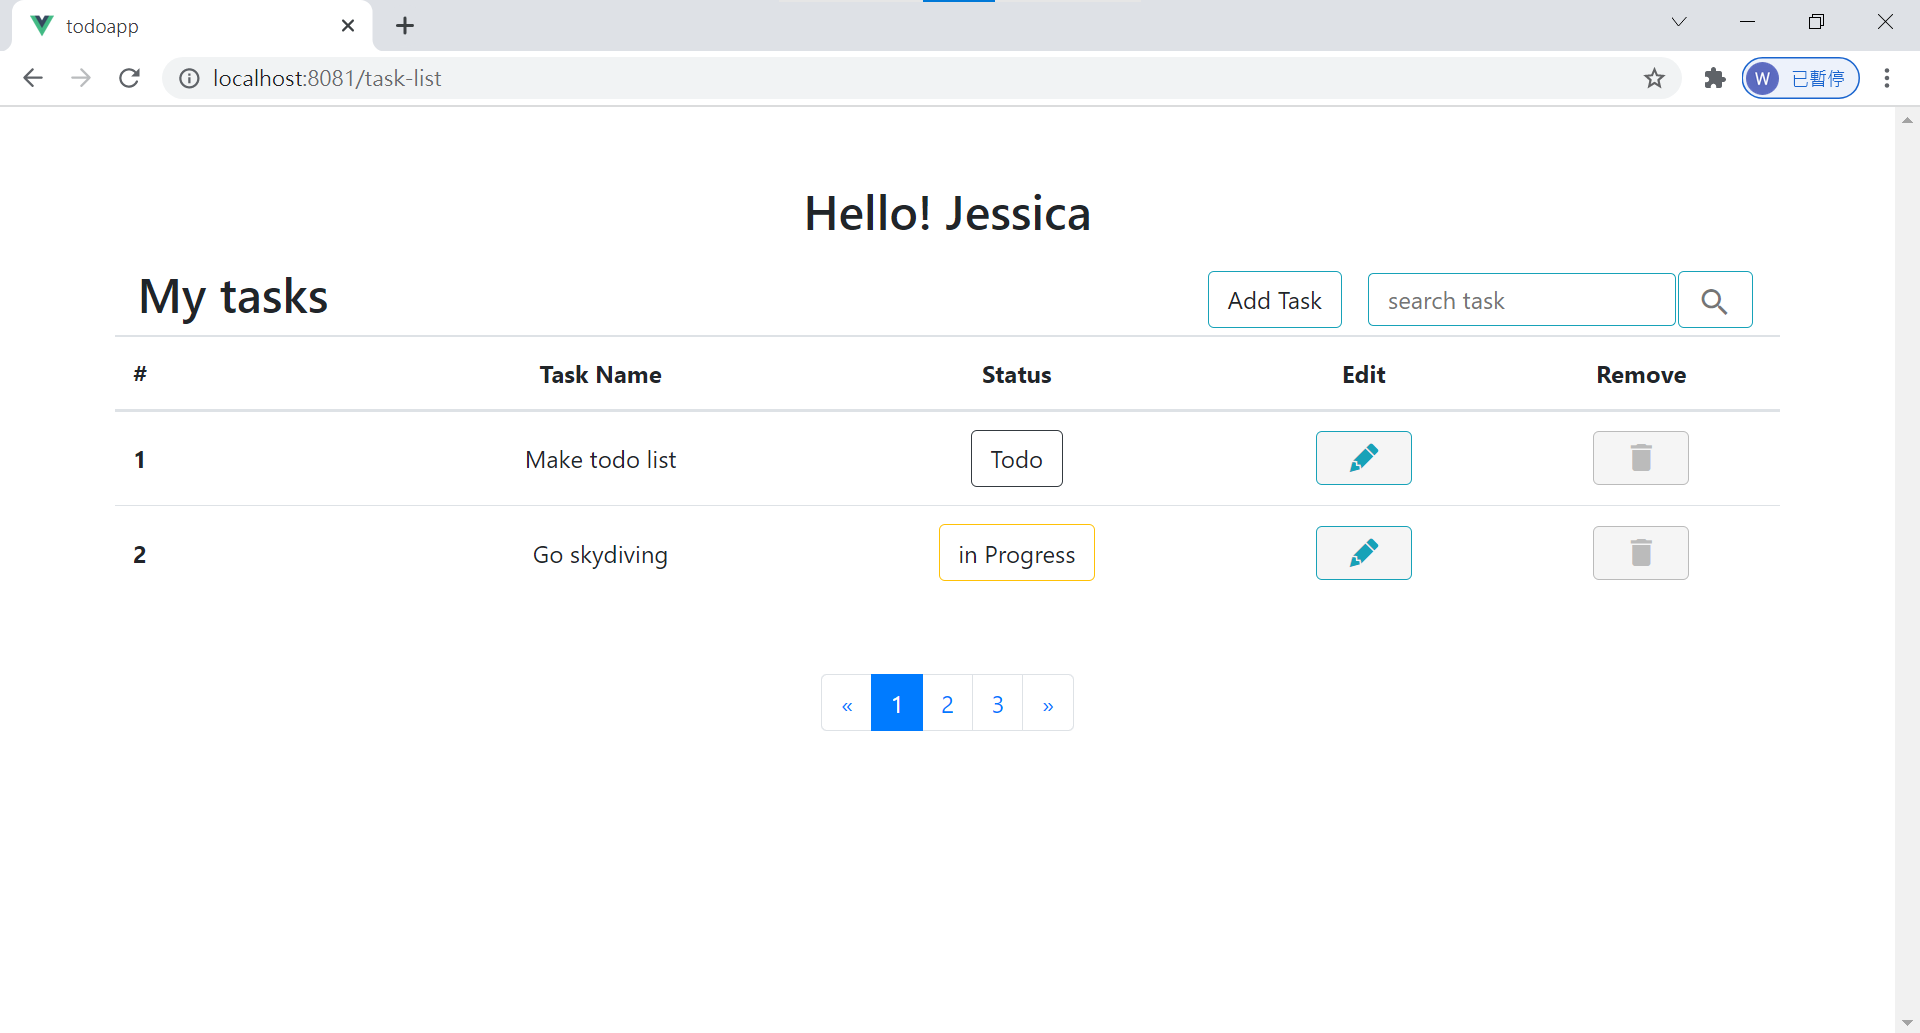 todoapp
localhost:8081/task-list
W 已暫停
Hello! Jessica
My tasks
Add Task
search task
# Task Name Status Edit Remove
1 Make todo list Todo
2 Go skydiving in Progress
« 1 2 3 »